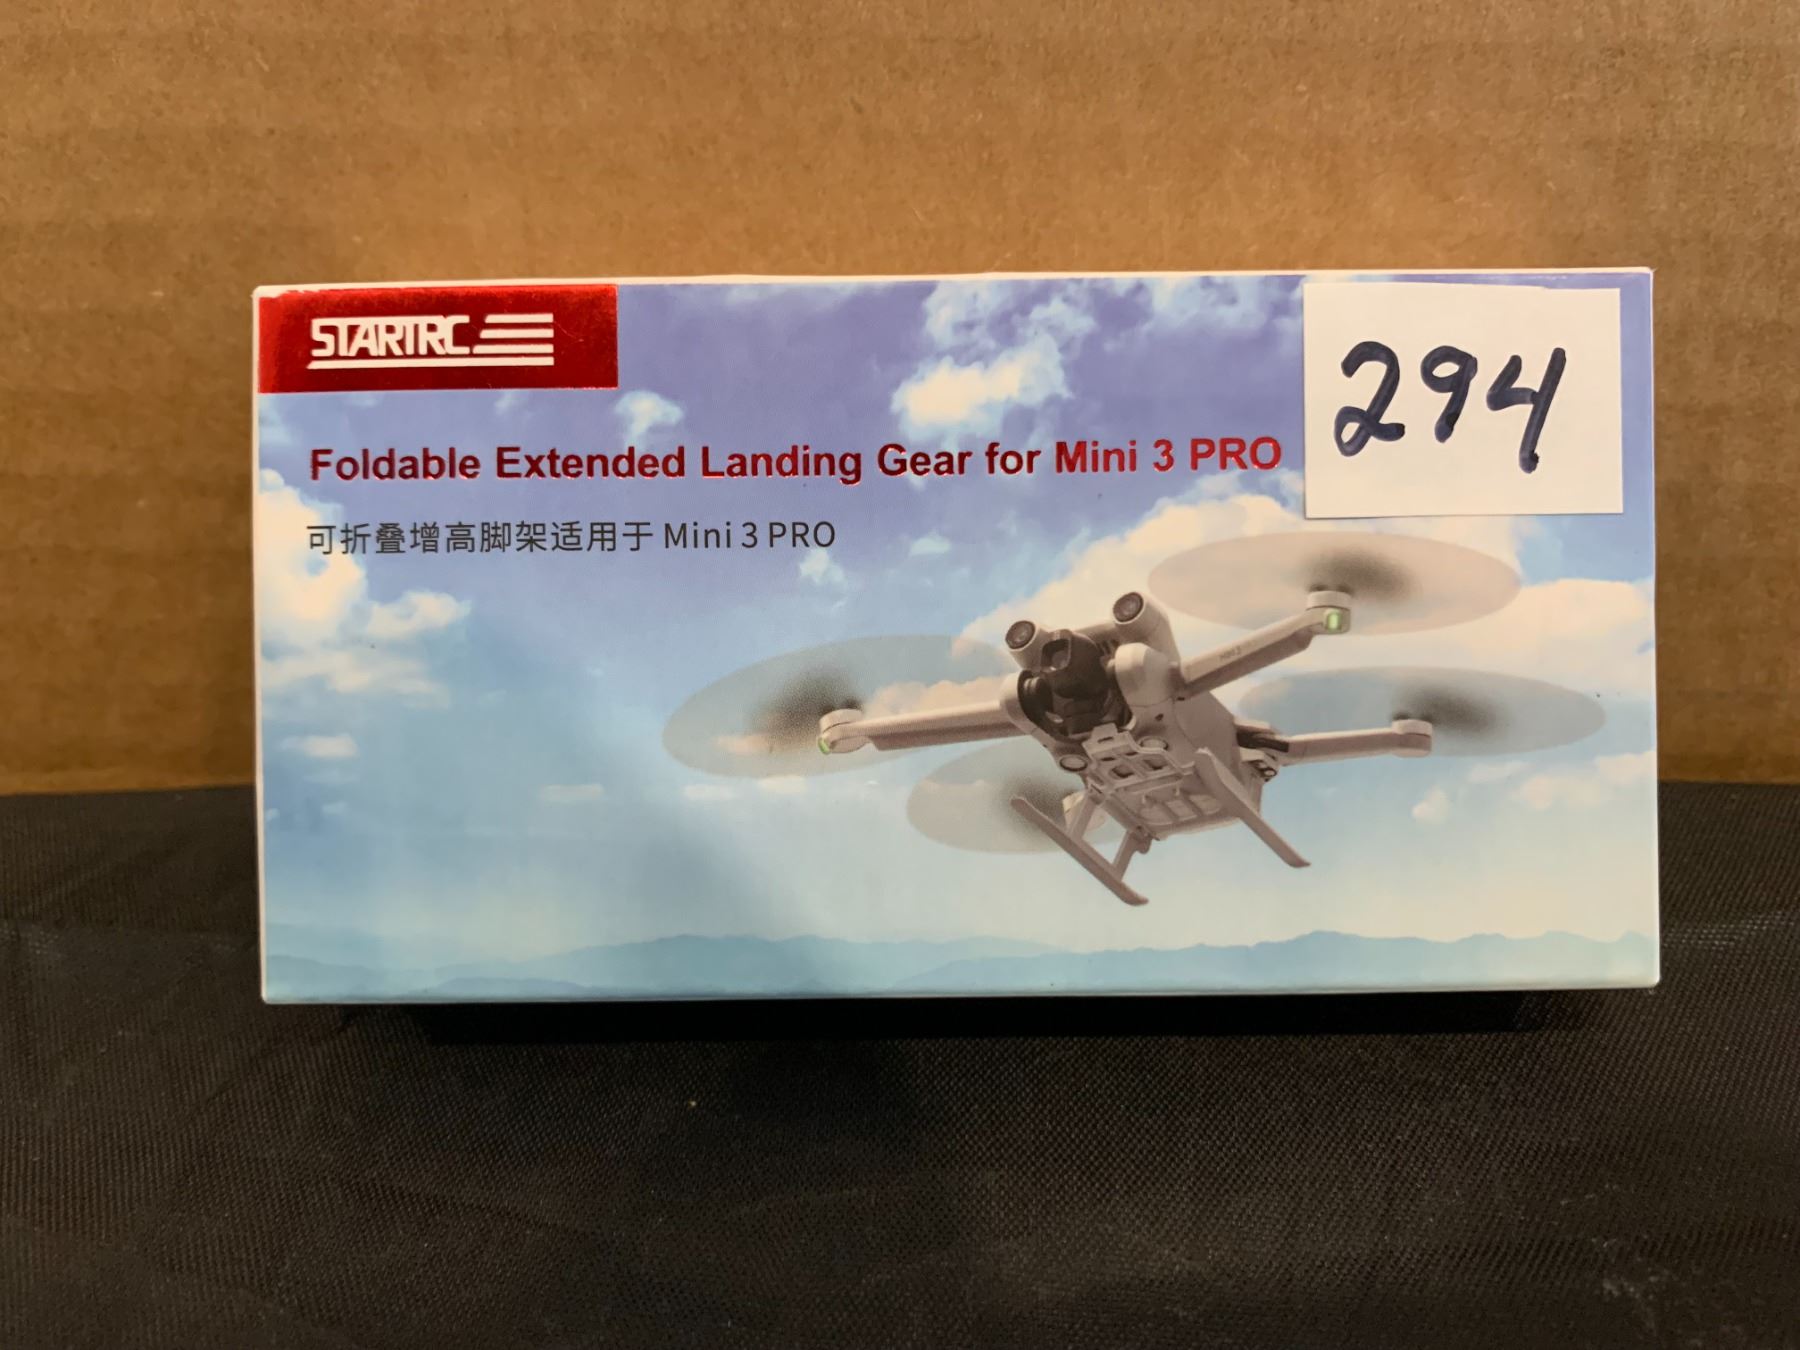 STARTRC
294
Foldable Extended Landing Gear for Mini 3 PRO
可折叠增高脚架适用于 Mini 3 PRO